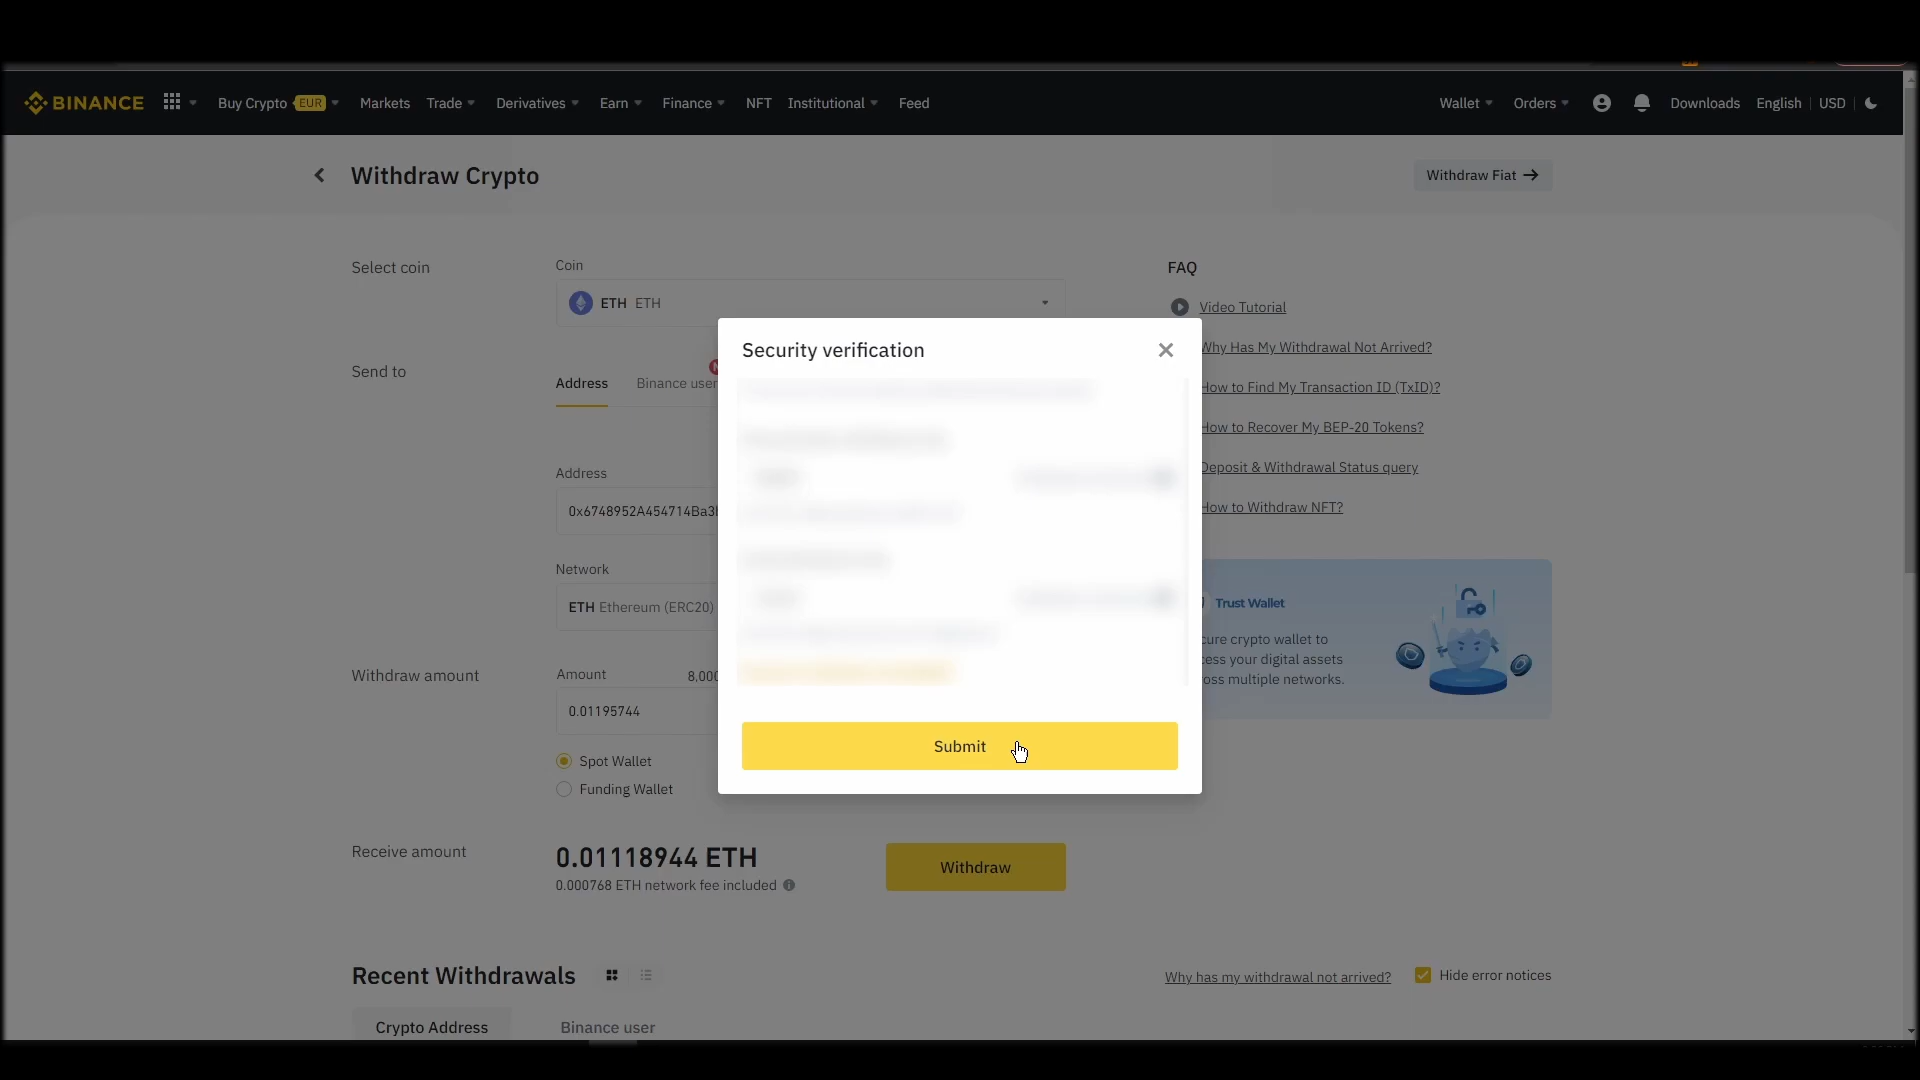 BINANCE
Buy Crypto EUR
Markets
Trade
Derivatives
Earn
Finance
NFT
Institutional
Feed
Wallet
Orders
Downloads
English
USD
Withdraw Crypto
Withdraw Fiat
Select coin
Coin
ETH ETH
FAQ
Video Tutorial
Why Has My Withdrawal Not Arrived?
How to Find My Transaction ID (TxID)?
How to Recover My BEP-20 Tokens?
Deposit & Withdrawal Status query
How to Withdraw NFT?
Send to
Address
Binance user
Address
0x6748952A454714Ba3
Network
ETH Ethereum (ERC20)
Security verification
Submit
Trust Wallet
cure crypto wallet to
cess your digital assets
oss multiple networks.
Withdraw amount
Amount
8,000
0.01195744
Spot Wallet
Funding Wallet
Receive amount
0.01118944 ETH
0.000768 ETH network fee included
Withdraw
Recent Withdrawals
Why has my withdrawal not arrived?
Hide error notices
Crypto Address
Binance user